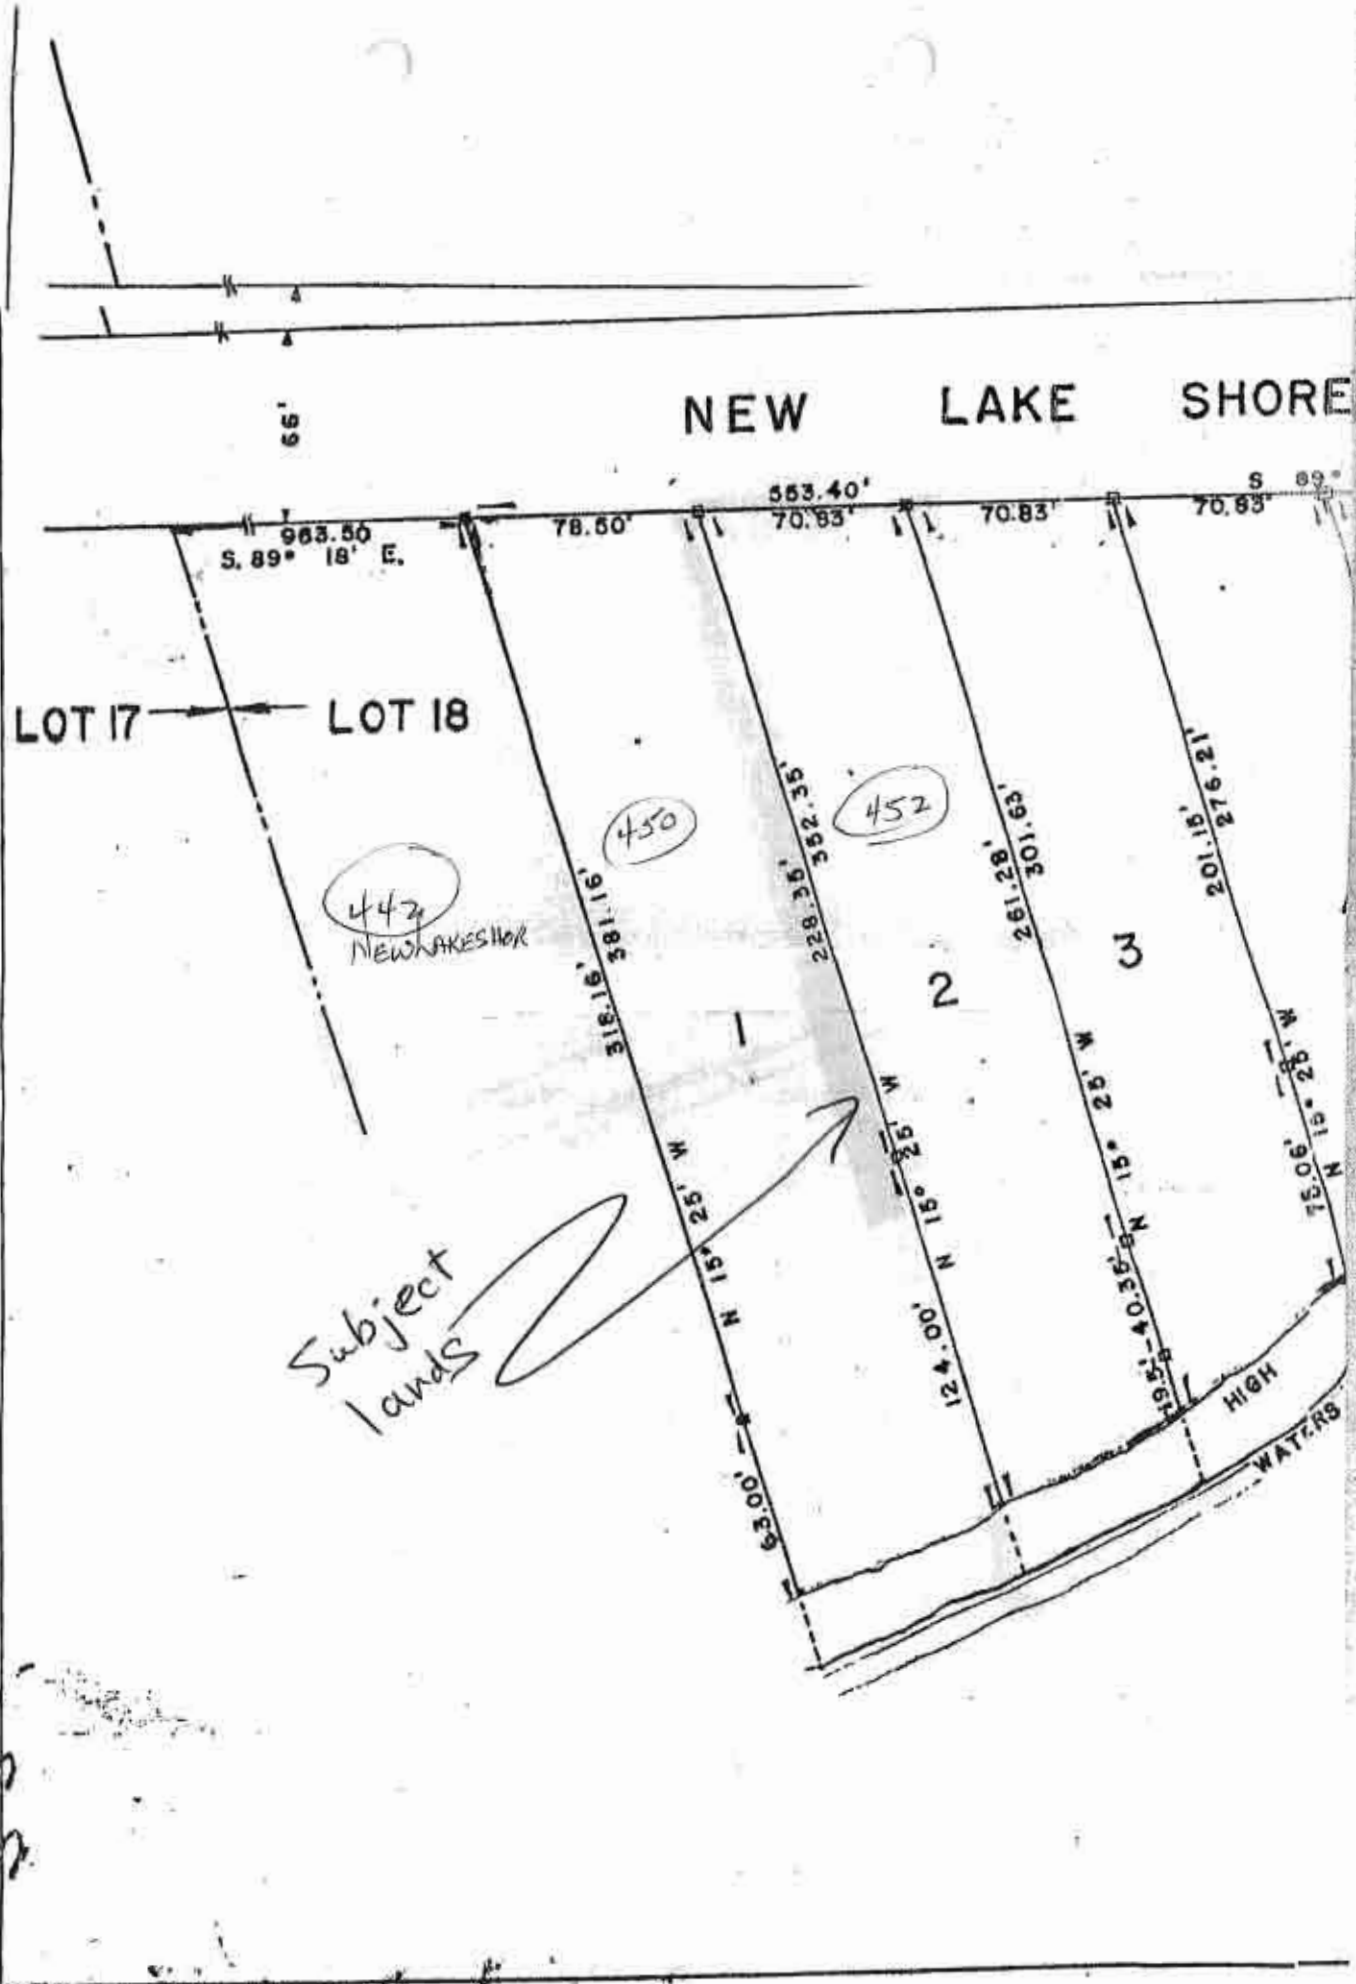 66'
NEW LAKE SHORE
553.40'
S 89°
963.50
78.50'
70.83'
70.83'
70.83'
S. 89° 18' E.
LOT 17
LOT 18
450
452
442
NEWLAKESHOR
318.16'
381.16'
228.35'
352.35'
261.28'
301.63'
201.15'
276.21'
1
2
3
N 15° 25' W
N 15° 25' W
N 15° 25' W
N 15° 25' W
Subject
lands
63.00'
124.00'
40.35'
75.06'
HIGH
WATERS